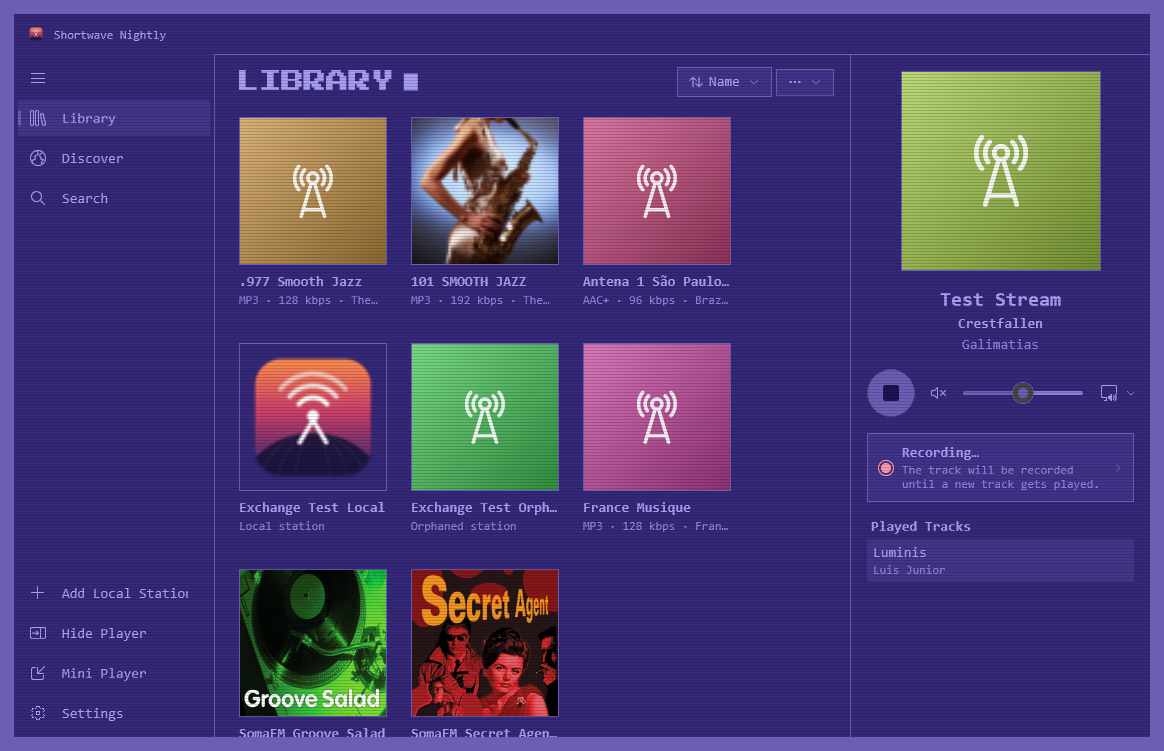 Shortwave Nightly
Library
Discover
Search
Add Local Station
Hide Player
Mini Player
Settings
LIBRARY
Name
.977 Smooth Jazz
MP3 · 128 kbps · The…
101 SMOOTH JAZZ
MP3 · 192 kbps · The…
Antena 1 São Paulo…
AAC+ · 96 kbps · Braz…
Exchange Test Local
Local station
Exchange Test Orph…
Orphaned station
France Musique
MP3 · 128 kbps · Fran…
Groove Salad
SomaFM Groove Salad
Secret Agent
SomaFM Secret Agen…
Test Stream
Crestfallen
Galimatias
Recording…
The track will be recorded
until a new track gets played.
Played Tracks
Luminis
Luis Junior